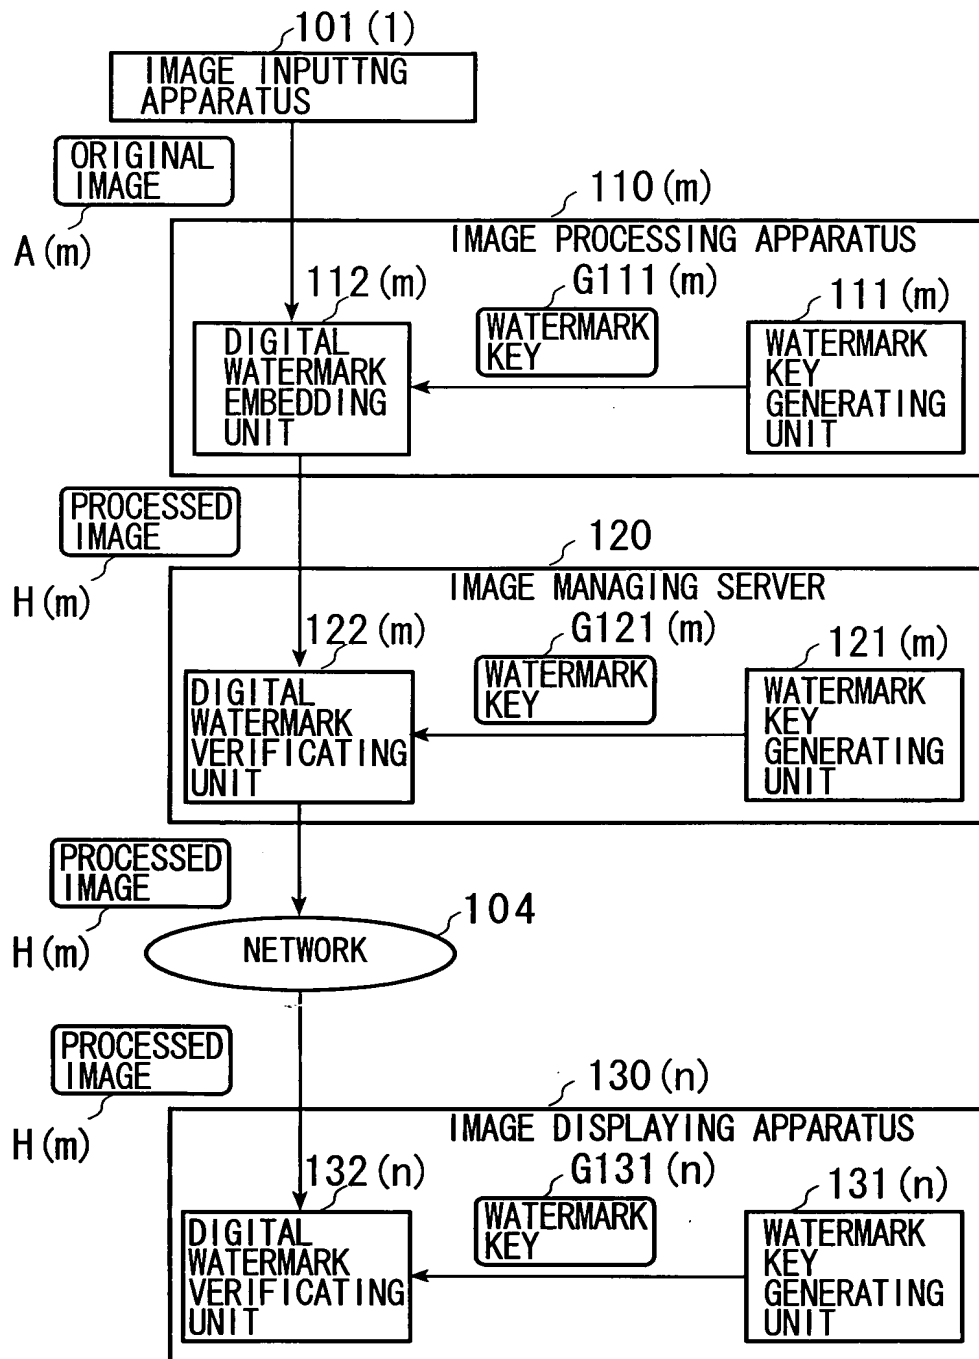 101(1)
IMAGE INPUTTNG
APPARATUS
ORIGINAL
IMAGE
A(m)
110(m)
IMAGE PROCESSING APPARATUS
112(m)
G111(m)
111(m)
DIGITAL
WATERMARK
EMBEDDING
UNIT
WATERMARK
KEY
WATERMARK
KEY
GENERATING
UNIT
PROCESSED
IMAGE
H(m)
120
IMAGE MANAGING SERVER
122(m)
G121(m)
121(m)
DIGITAL
WATERMARK
VERIFICATING
UNIT
WATERMARK
KEY
WATERMARK
KEY
GENERATING
UNIT
PROCESSED
IMAGE
H(m)
104
NETWORK
PROCESSED
IMAGE
H(m)
130(n)
IMAGE DISPLAYING APPARATUS
132(n)
G131(n)
131(n)
DIGITAL
WATERMARK
VERIFICATING
UNIT
WATERMARK
KEY
WATERMARK
KEY
GENERATING
UNIT